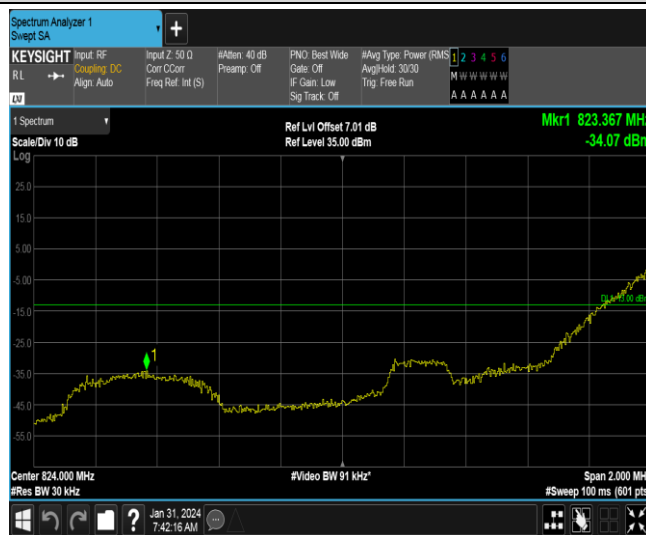 Spectrum Analyzer 1
Swept SA
+
KEYSIGHT
RL
LXI
Input: RF
Coupling: DC
Align: Auto
Input Z: 50 Ω
Corr CCorr
Freq Ref: Int (S)
#Atten: 40 dB
Preamp: Off
PNO: Best Wide
Gate: Off
IF Gain: Low
Sig Track: Off
#Avg Type: Power (RMS
Avg|Hold: 30/30
Trig: Free Run
1 2 3 4 5 6
M W W W W W
A A A A A A
1 Spectrum
Scale/Div 10 dB
Log
Ref Lvl Offset 7.01 dB
Ref Level 35.00 dBm
Mkr1 823.367 MHz
-34.07 dBm
25.0
15.0
5.00
-5.00
-15.0
-25.0
-35.0
-45.0
-55.0
1
DL1 -13.00 dBm
Center 824.000 MHz
#Res BW 30 kHz
#Video BW 91 kHz*
Span 2.000 MHz
#Sweep 100 ms (601 pts)
?
Jan 31, 2024
7:42:16 AM